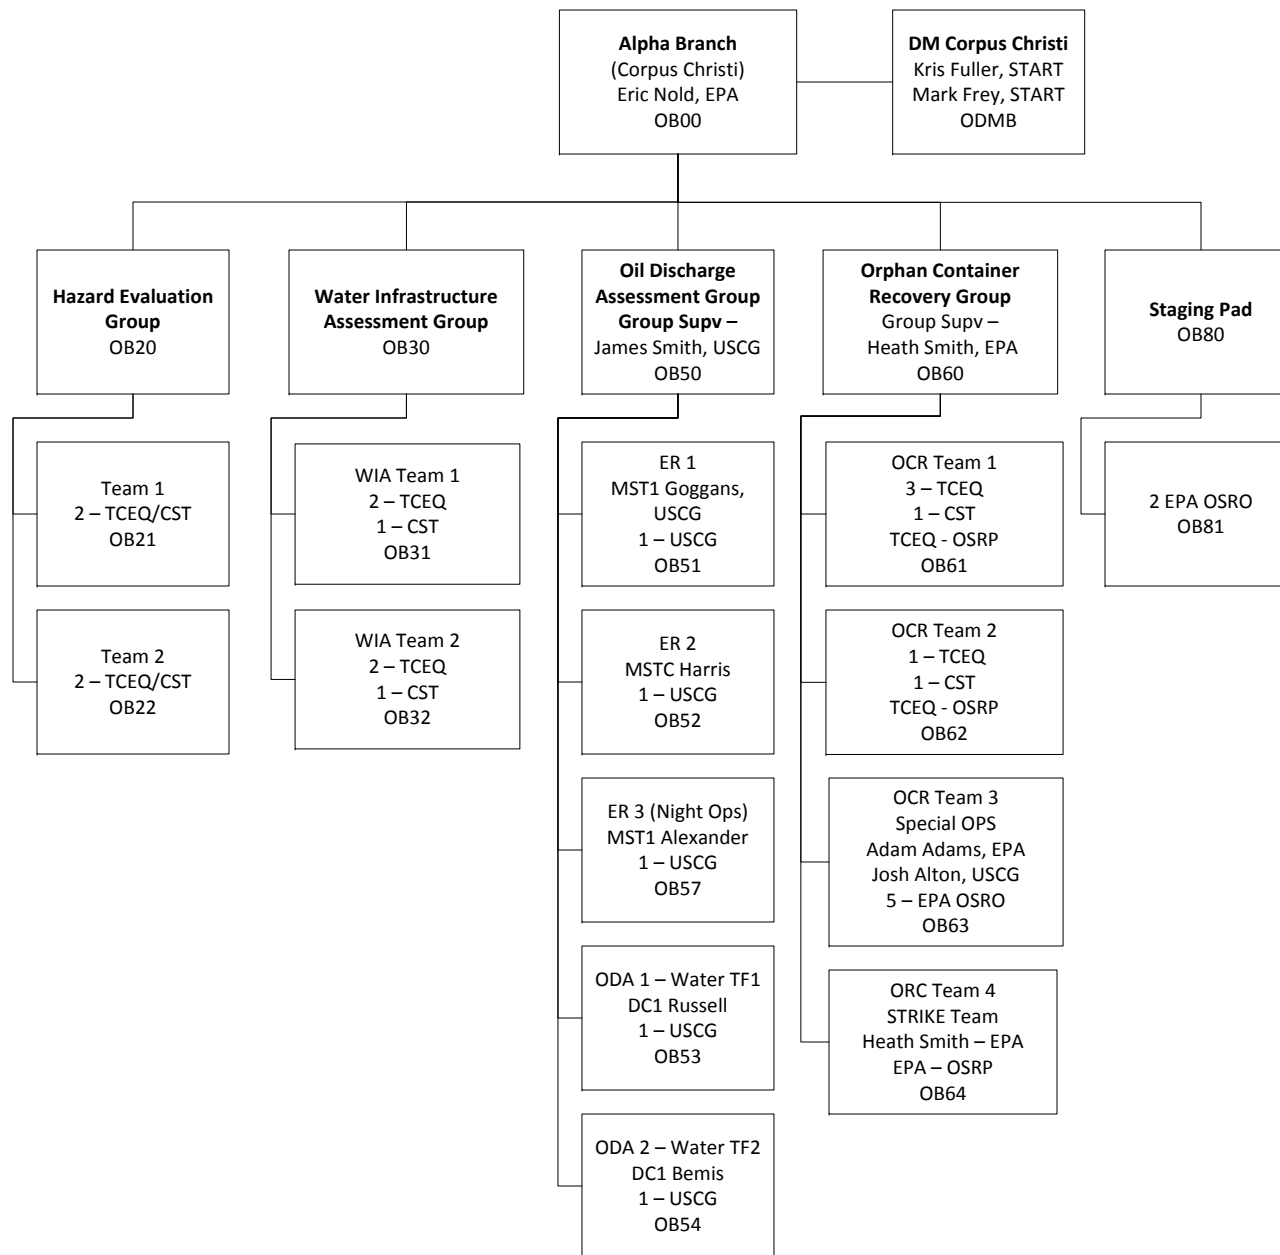 Alpha Branch
(Corpus Christi)
Eric Nold, EPA
OB00
DM Corpus Christi
Kris Fuller, START
Mark Frey, START
ODMB
Hazard Evaluation
Group
OB20
Water Infrastructure
Assessment Group
OB30
Oil Discharge
Assessment Group
Group Supv –
James Smith, USCG
OB50
Orphan Container
Recovery Group
Group Supv –
Heath Smith, EPA
OB60
Staging Pad
OB80
Team 1
2 – TCEQ/CST
OB21
Team 2
2 – TCEQ/CST
OB22
WIA Team 1
2 – TCEQ
1 – CST
OB31
WIA Team 2
2 – TCEQ
1 – CST
OB32
ER 1
MST1 Goggans,
USCG
1 – USCG
OB51
ER 2
MSTC Harris
1 – USCG
OB52
ER 3 (Night Ops)
MST1 Alexander
1 – USCG
OB57
ODA 1 – Water TF1
DC1 Russell
1 – USCG
OB53
ODA 2 – Water TF2
DC1 Bemis
1 – USCG
OB54
OCR Team 1
3 – TCEQ
1 – CST
TCEQ - OSRP
OB61
OCR Team 2
1 – TCEQ
1 – CST
TCEQ - OSRP
OB62
OCR Team 3
Special OPS
Adam Adams, EPA
Josh Alton, USCG
5 – EPA OSRO
OB63
ORC Team 4
STRIKE Team
Heath Smith – EPA
EPA – OSRP
OB64
2 EPA OSRO
OB81